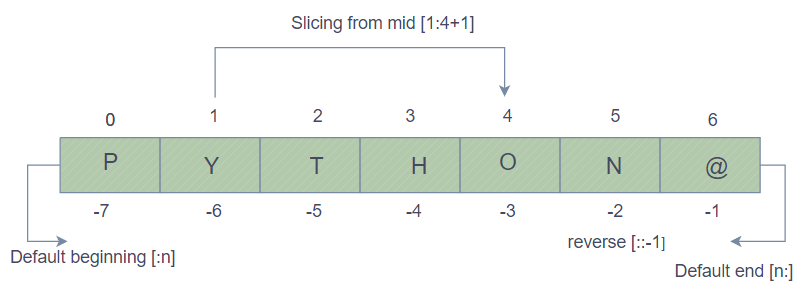 Slicing from mid [1:4+1]
0 1 2 3 4 5 6
P Y T H O N @
-7 -6 -5 -4 -3 -2 -1
reverse [::-1]
Default beginning [:n]
Default end [n:]